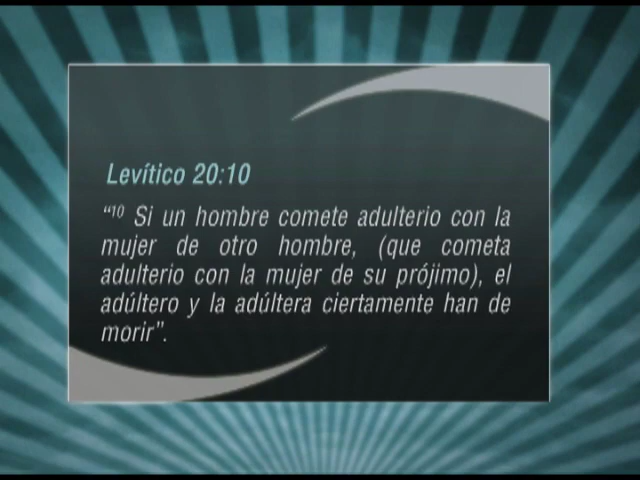 Levítico 20:10
“¹⁰ Si un hombre comete adulterio con la
mujer de otro hombre, (que cometa
adulterio con la mujer de su prójimo), el
adúltero y la adúltera ciertamente han de
morir”.